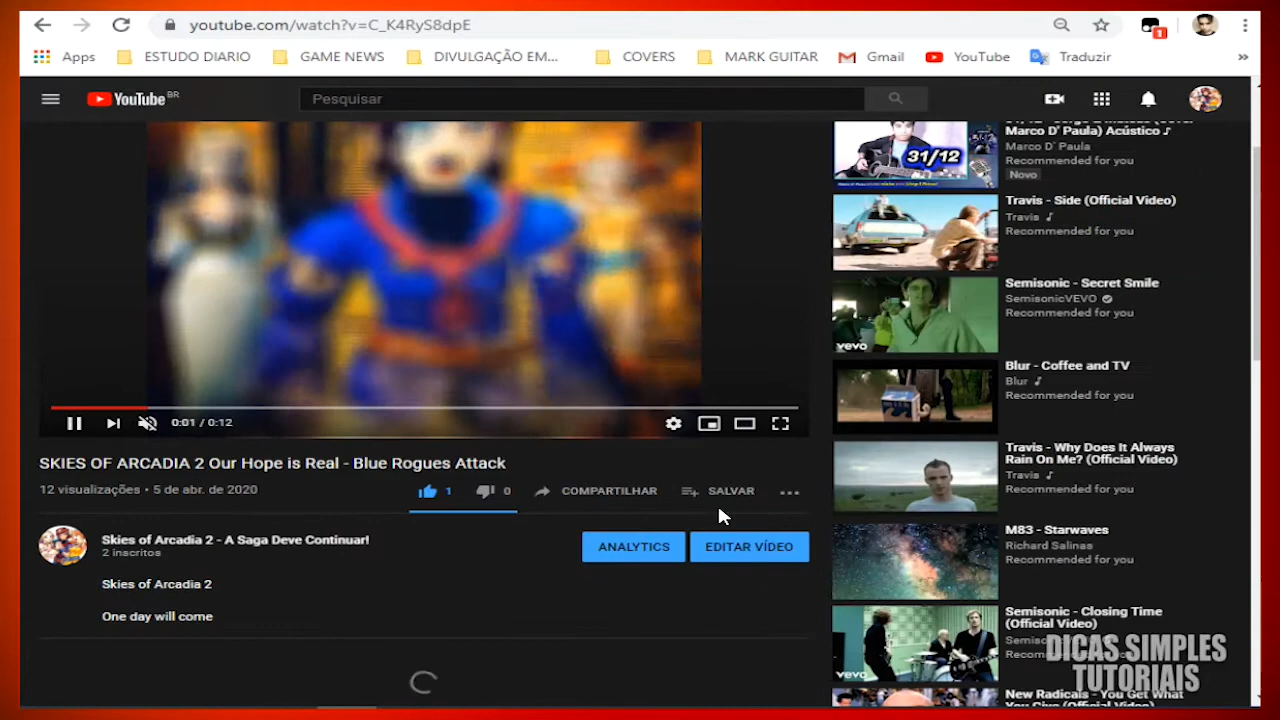 youtube.com/watch?v=C_K4RyS8dpE
1
Apps
ESTUDO DIARIO
GAME NEWS
DIVULGAÇÃO EM...
COVERS
MARK GUITAR
Gmail
YouTube
Traduzir
»
YouTube BR
Pesquisar
0:01 / 0:12
SKIES OF ARCADIA 2 Our Hope is Real - Blue Rogues Attack
12 visualizações • 5 de abr. de 2020
1
0
COMPARTILHAR
SALVAR
Skies of Arcadia 2 - A Saga Deve Continuar!
2 inscritos
ANALYTICS
EDITAR VÍDEO
Skies of Arcadia 2
One day will come
31/12
Marco D' Paula) Acústico ♪
Marco D' Paula
Recommended for you
Novo
Travis - Side (Official Video)
Travis ♪
Recommended for you
vevo
Semisonic - Secret Smile
SemisonicVEVO
Recommended for you
Blur - Coffee and TV
Blur ♪
Recommended for you
Travis - Why Does It Always
Rain On Me? (Official Video)
Travis ♪
Recommended for you
M83 - Starwaves
Richard Salinas
Recommended for you
vevo
Semisonic - Closing Time
(Official Video)
New Radicals - You Get What
DICAS SIMPLES
TUTORIAIS